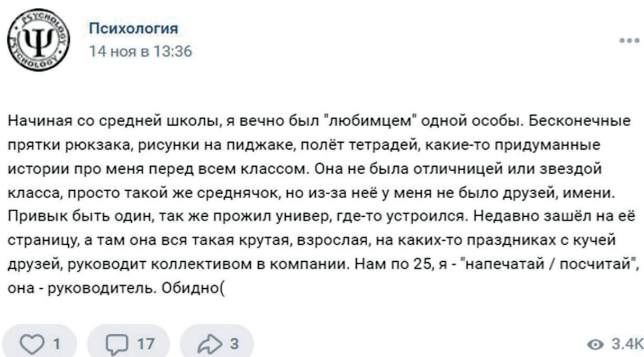 PSYCHOLOGY
Ψ
PSYCHOLOGY
Психология
14 ноя в 13:36
Начиная со средней школы, я вечно был "любимцем" одной особы. Бесконечные
прятки рюкзака, рисунки на пиджаке, полёт тетрадей, какие-то придуманные
истории про меня перед всем классом. Она не была отличницей или звездой
класса, просто такой же среднячок, но из-за неё у меня не было друзей, имени.
Привык быть один, так же прожил универ, где-то устроился. Недавно зашёл на её
страницу, а там она вся такая крутая, взрослая, на каких-то праздниках с кучей
друзей, руководит коллективом в компании. Нам по 25, я - "напечатай / посчитай",
она - руководитель. Обидно(
1 17 3 3.4K